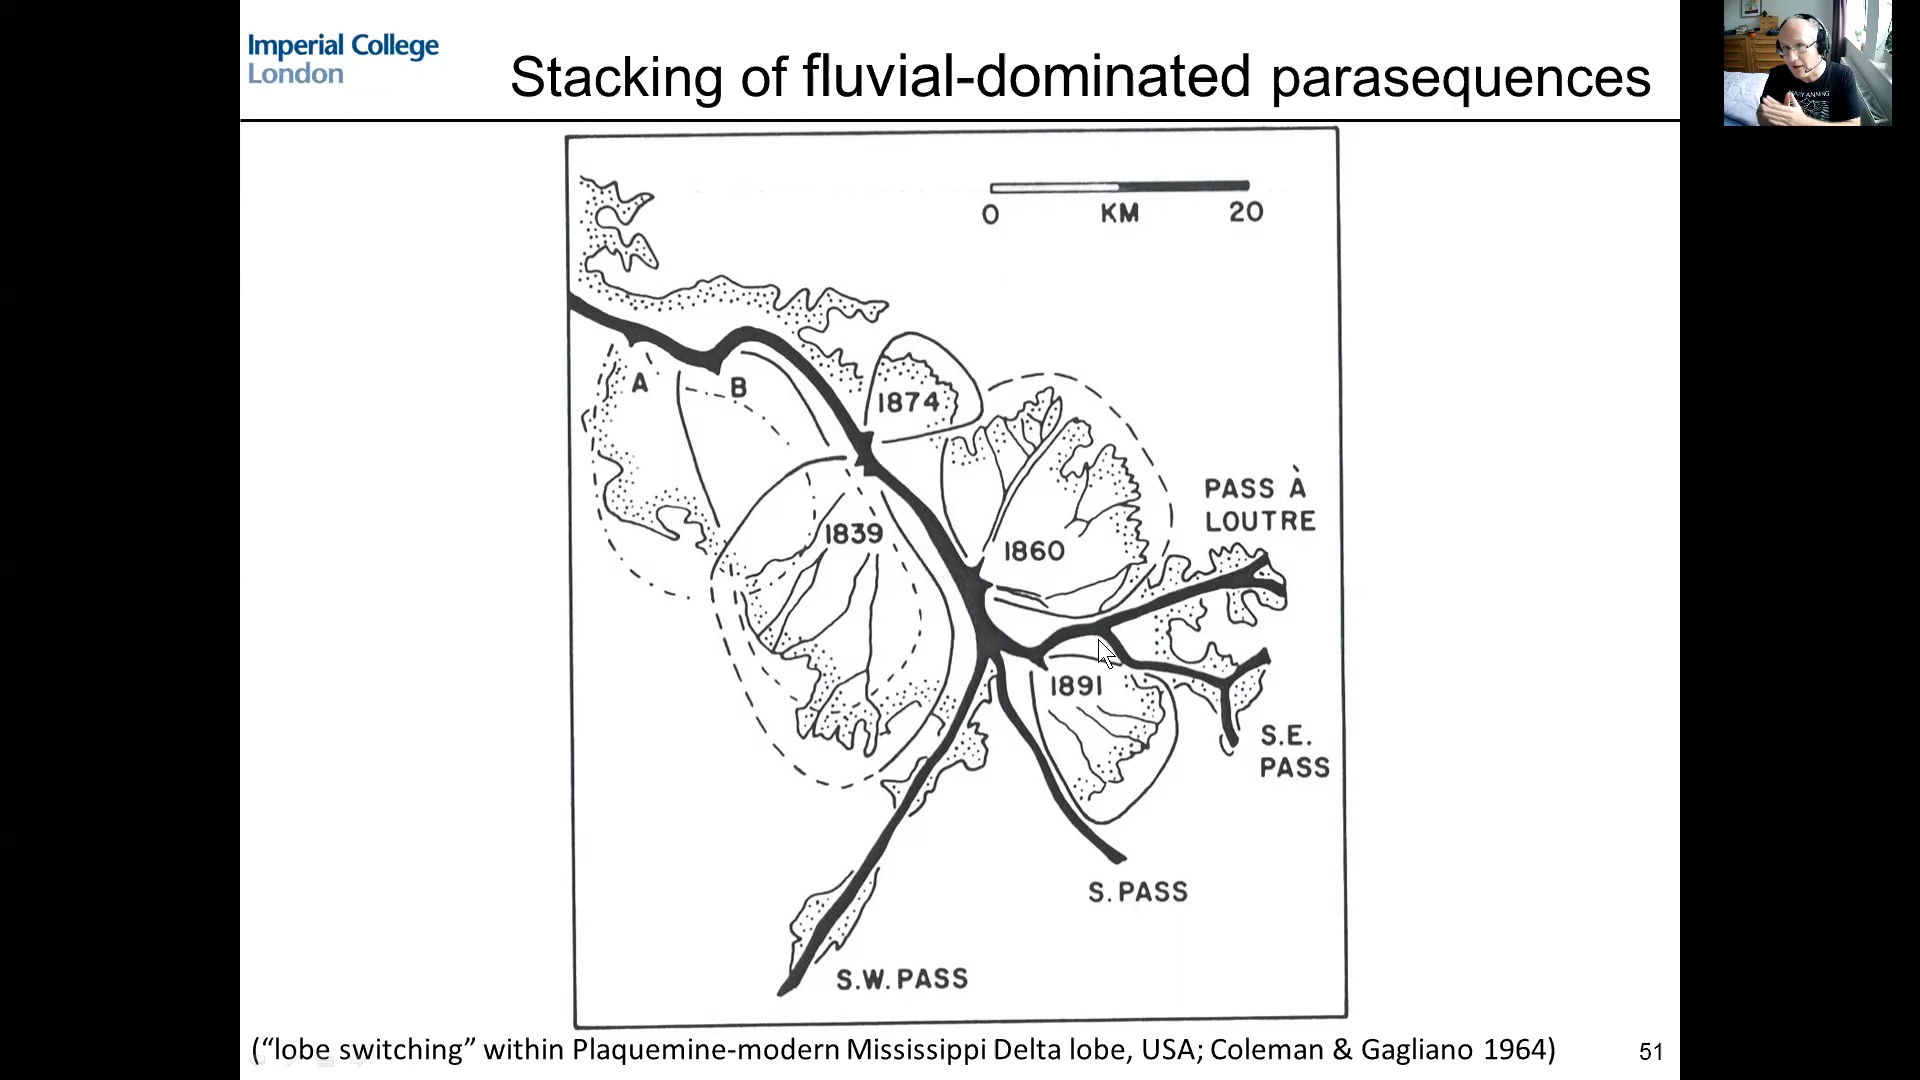 Imperial College
London
Stacking of fluvial-dominated parasequences
0 KM 20
A
B
1874
1839
1860
PASS À
LOUTRE
1891
S.E.
PASS
S. PASS
S.W. PASS
(“lobe switching” within Plaquemine-modern Mississippi Delta lobe, USA; Coleman & Gagliano 1964)
51